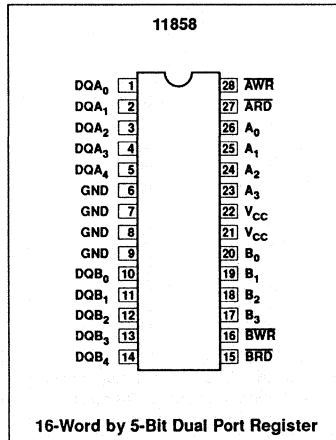 11858
DQA0 1 28 AWR
DQA1 2 27 ARD
DQA2 3 26 A0
DQA3 4 25 A1
DQA4 5 24 A2
GND 6 23 A3
GND 7 22 VCC
GND 8 21 VCC
GND 9 20 B0
DQB0 10 19 B1
DQB1 11 18 B2
DQB2 12 17 B3
DQB3 13 16 BWR
DQB4 14 15 BRD
16-Word by 5-Bit Dual Port Register